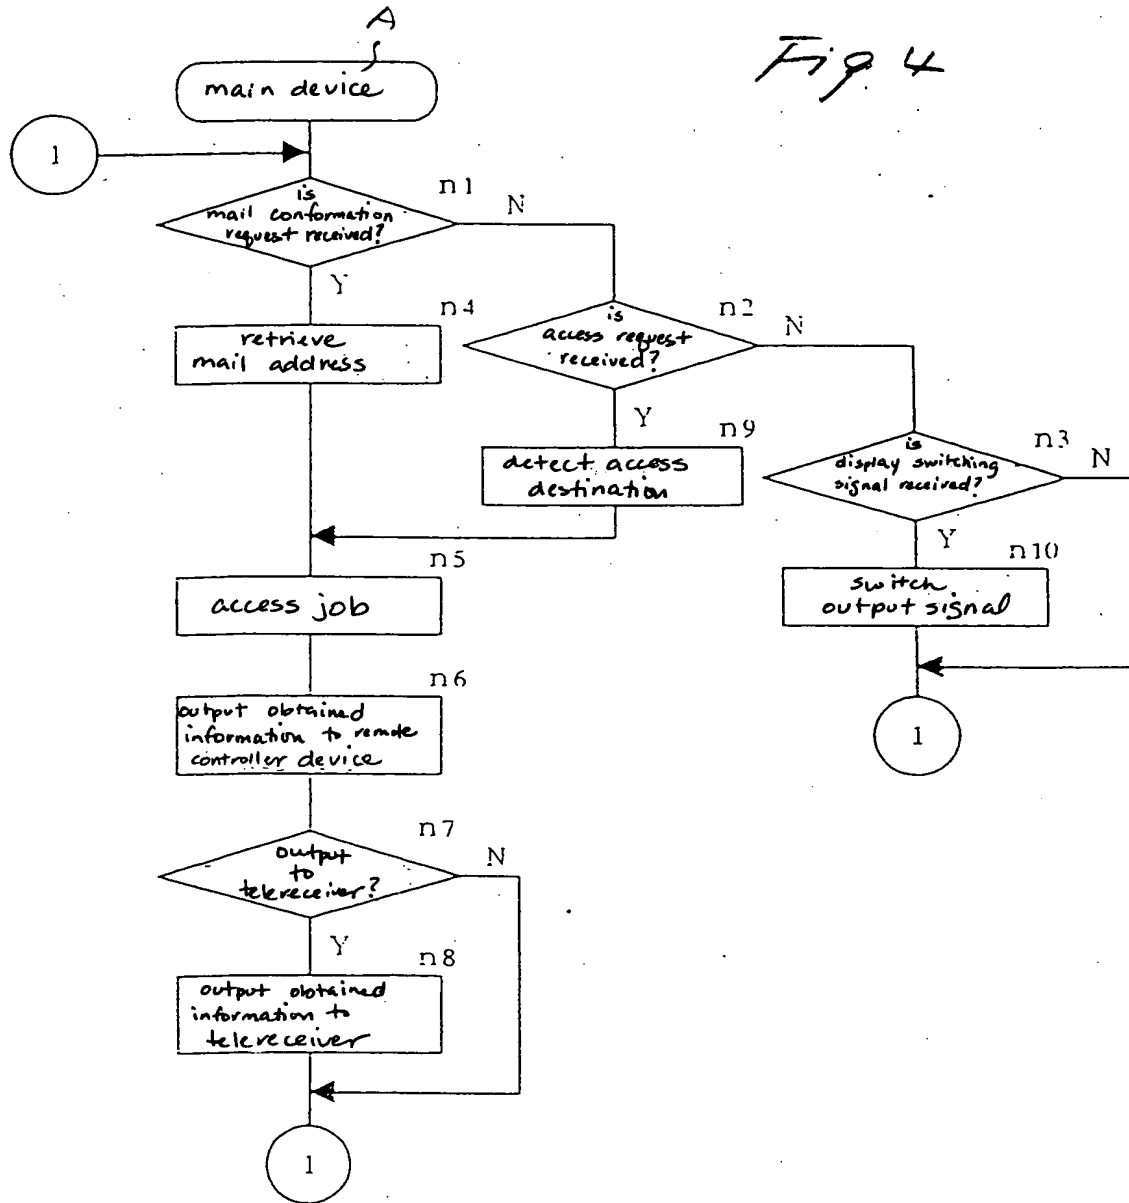 A
Fig. 4
main device
1
n1
is
mail conformation
request received?
N
Y
n4
retrieve
mail address
n2
is
access request
received?
N
Y
n9
detect access
destination
n3
is
display switching
signal received?
N
Y
n10
switch
output signal
1
n5
access job
n6
output obtained
information to remote
controller device
n7
output
to
telereceiver?
N
Y
n8
output obtained
information to
telereceiver
1